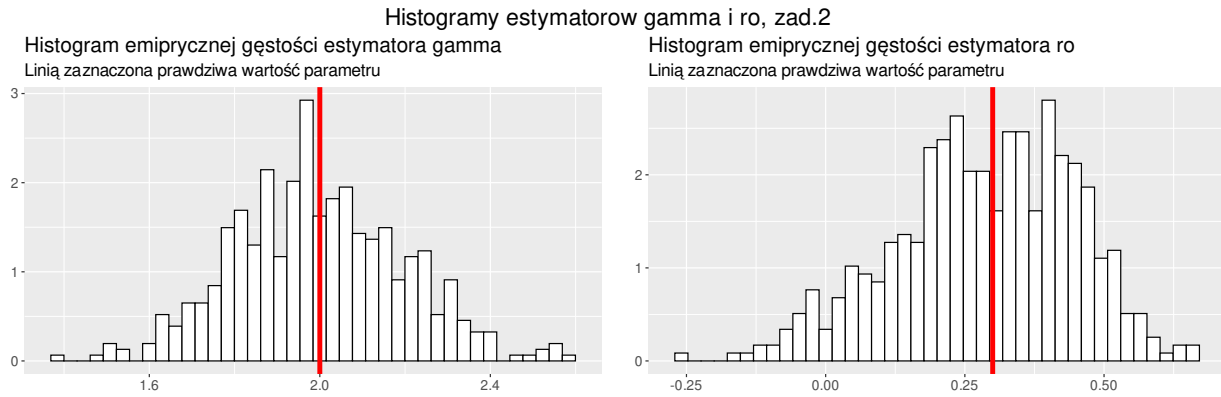 Histogramy estymatorow gamma i ro, zad.2
Histogram emiprycznej gęstości estymatora gamma
Linią zaznaczona prawdziwa wartość parametru
3
2
1
0
1.6
2.0
2.4
Histogram emiprycznej gęstości estymatora ro
Linią zaznaczona prawdziwa wartość parametru
2
1
0
-0.25
0.00
0.25
0.50